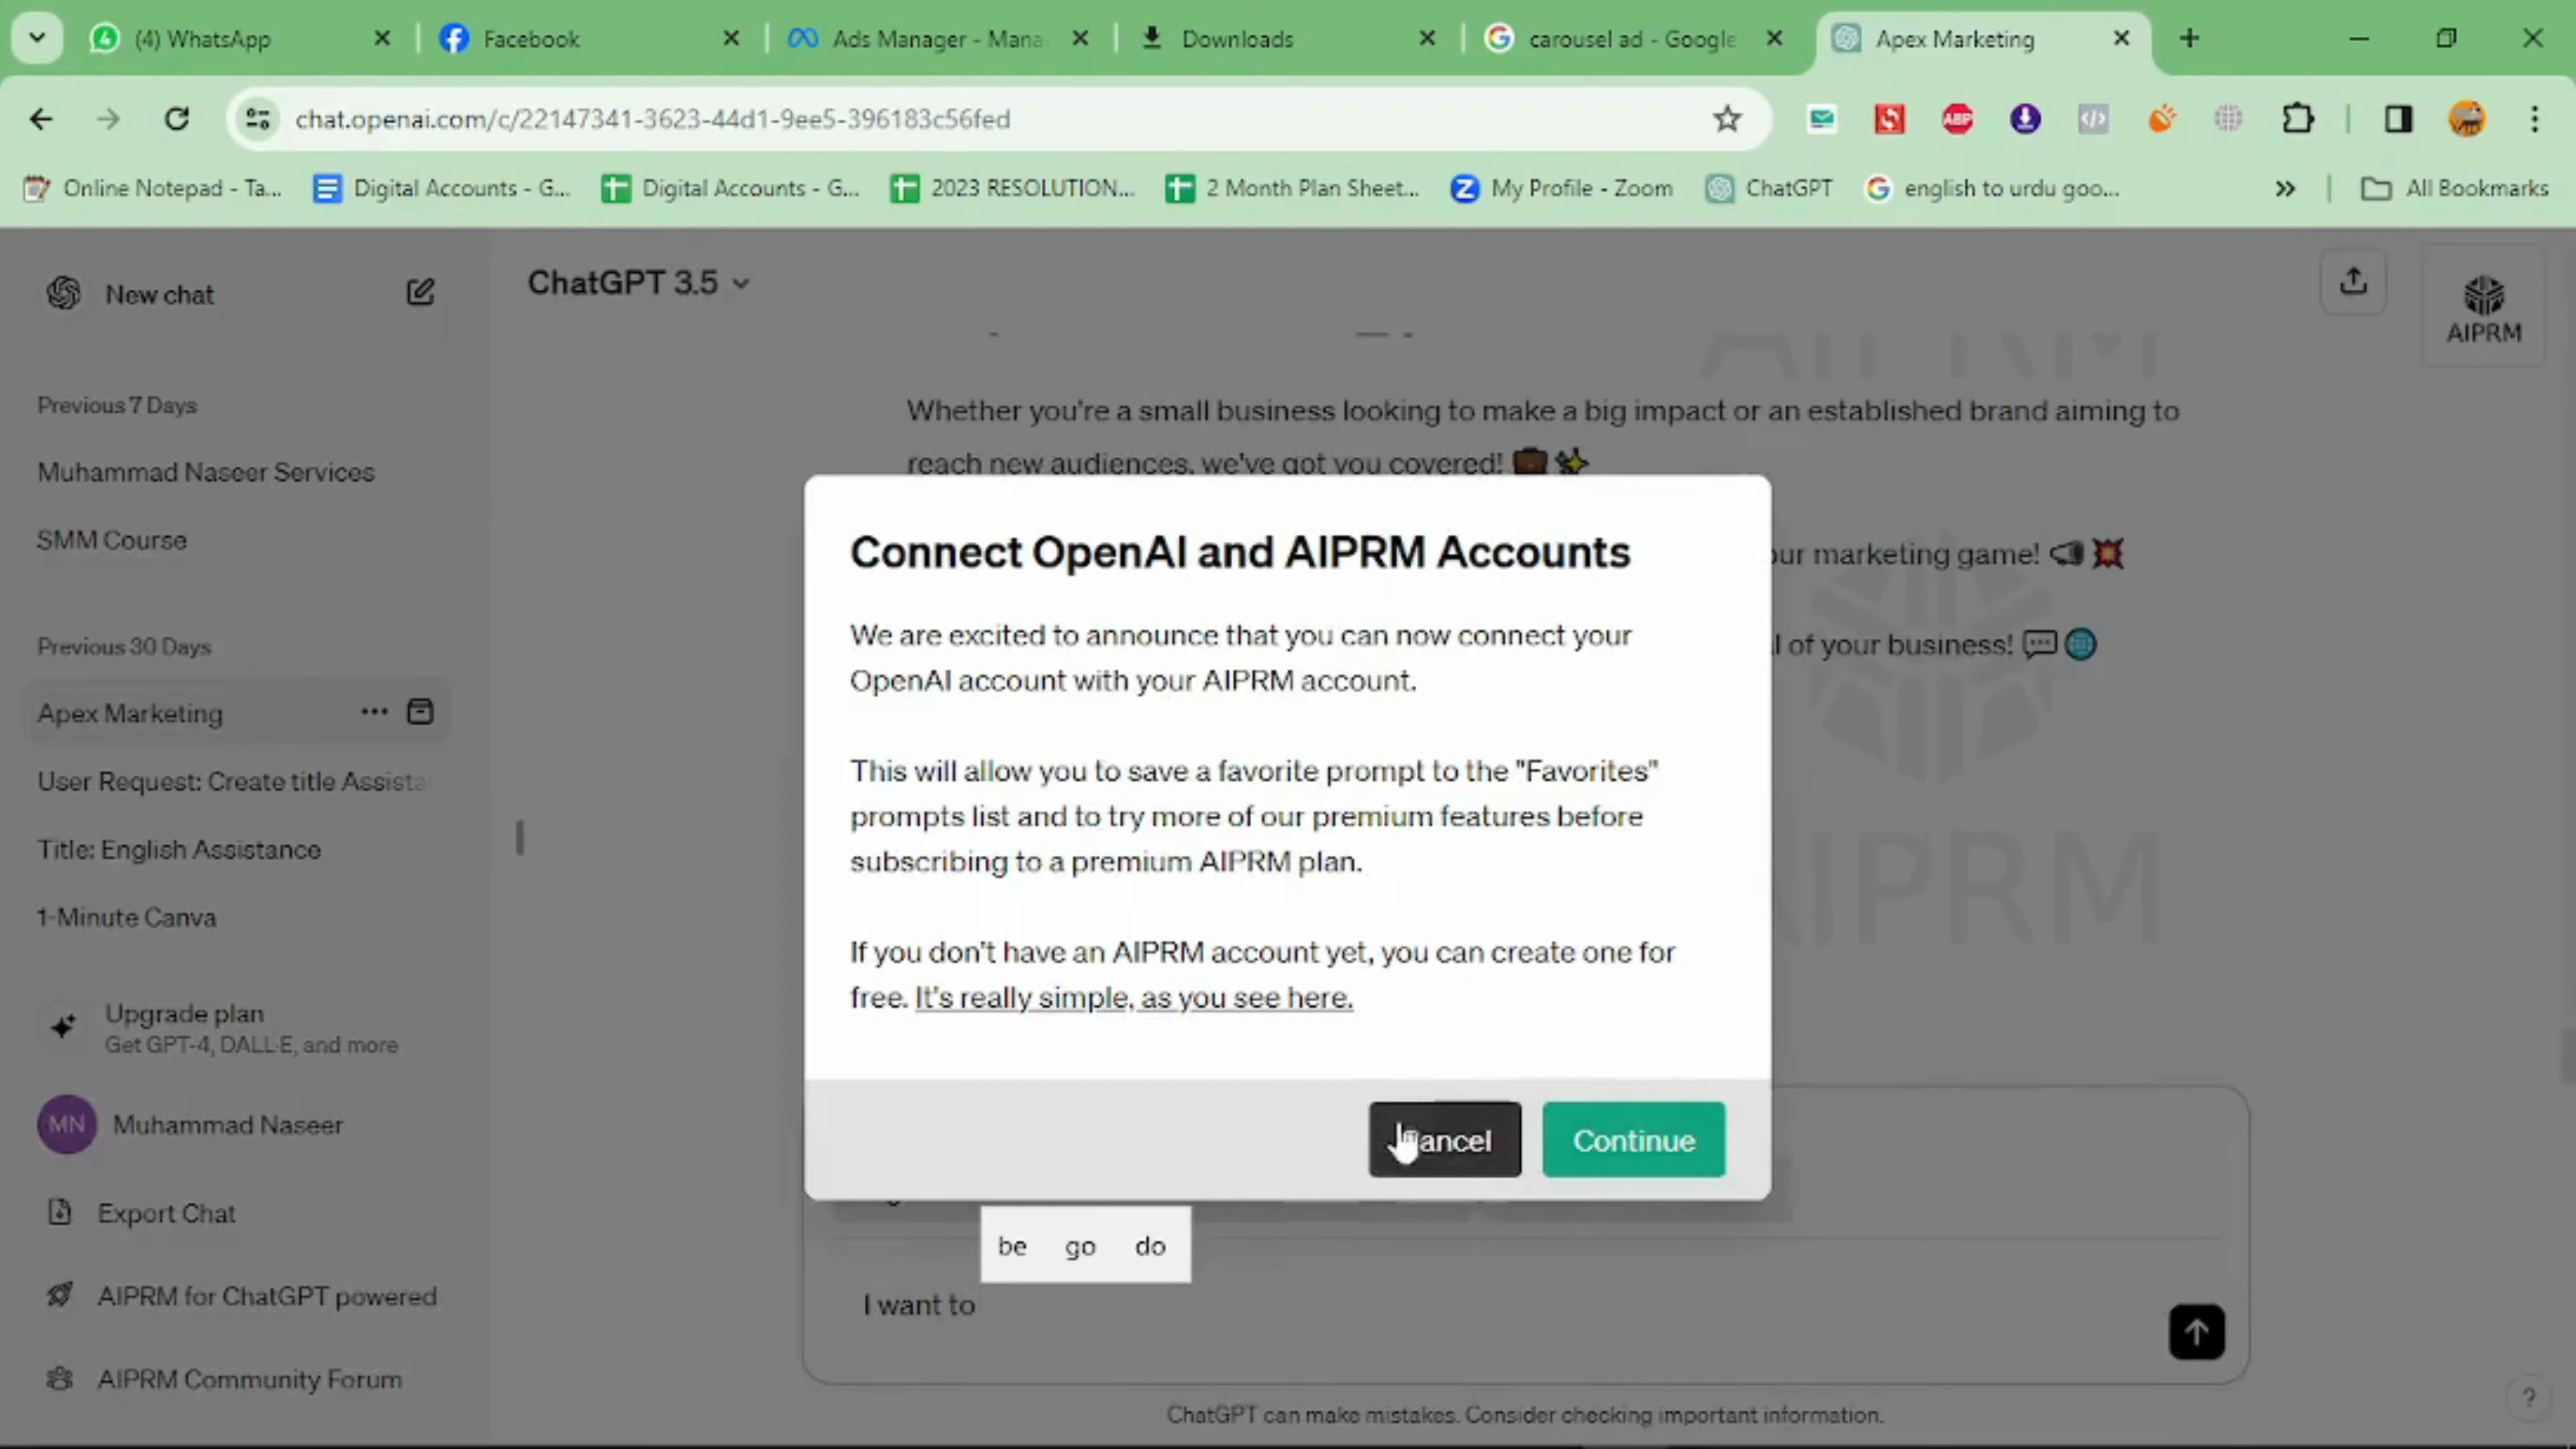 (4) WhatsApp
Facebook
Ads Manager - Mana
Downloads
carousel ad - Google
Apex Marketing
chat.openai.com/c/22147341-3623-44d1-9ee5-396183c56fed
ABP
Online Notepad - Ta...
Digital Accounts - G...
Digital Accounts - G...
2023 RESOLUTION...
2 Month Plan Sheet...
My Profile - Zoom
ChatGPT
english to urdu goo...
All Bookmarks
New chat
ChatGPT 3.5
AIPRM
Previous 7 Days
Muhammad Naseer Services
SMM Course
Previous 30 Days
Apex Marketing
User Request: Create title Assista
Title: English Assistance
1-Minute Canva
Upgrade plan
Get GPT-4, DALL·E, and more
MN
Muhammad Naseer
Export Chat
AIPRM for ChatGPT powered
AIPRM Community Forum
Whether you're a small business looking to make a big impact or an established brand aiming to
reach new audiences, we've got you covered! 💼 ✨
our marketing game! 📣 💥
l of your business! 💬 🌐
AIPRM
Connect OpenAI and AIPRM Accounts
We are excited to announce that you can now connect your
OpenAI account with your AIPRM account.
This will allow you to save a favorite prompt to the "Favorites"
prompts list and to try more of our premium features before
subscribing to a premium AIPRM plan.
If you don't have an AIPRM account yet, you can create one for
free. It's really simple, as you see here.
Cancel
Continue
be go do
I want to
ChatGPT can make mistakes. Consider checking important information.
?